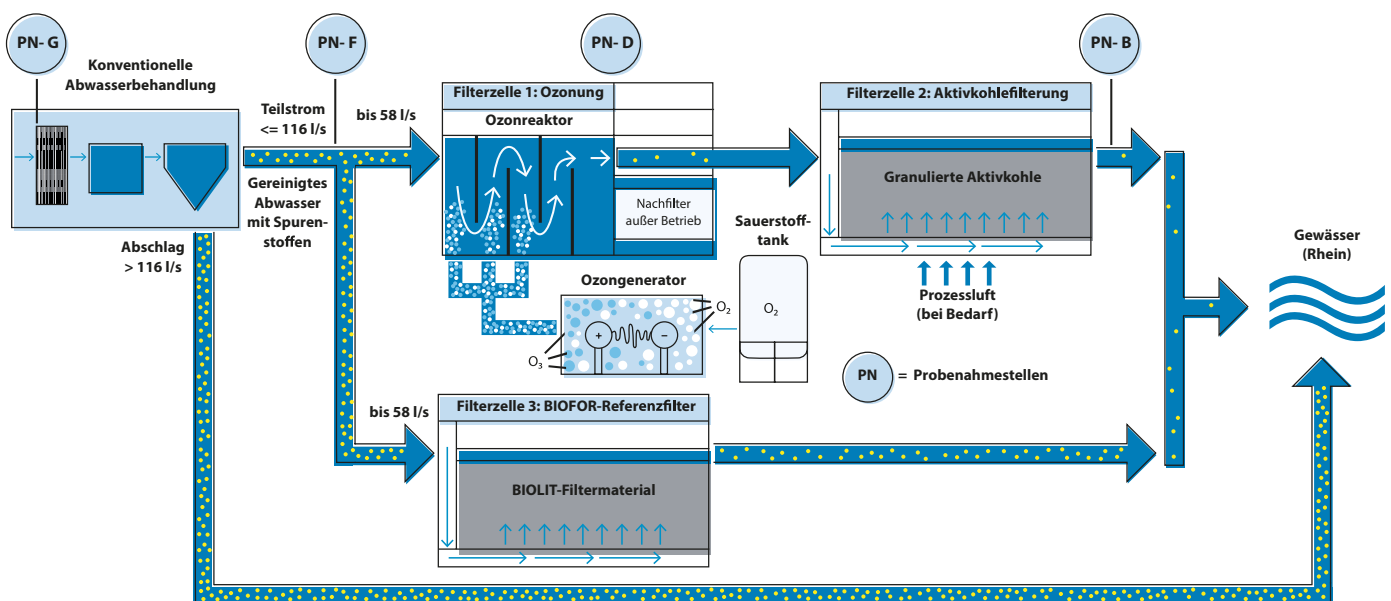 PN- G
PN- F
PN- D
PN- B
Konventionelle
Abwasserbehandlung
Teilstrom
<= 116 l/s
bis 58 l/s
Filterzelle 1: Ozonung
Ozonreaktor
Filterzelle 2: Aktivkohlefilterung
Granulierte Aktivkohle
Gereinigtes
Abwasser
mit Spuren-
stoffen
Nachfilter
außer Betrieb
Abschlag
> 116 l/s
Sauerstoff-
tank
Gewässer
(Rhein)
Ozongenerator
Prozessluft
(bei Bedarf)
O₂
O₂
+
−
O₃
PN
= Probenahmestellen
bis 58 l/s
Filterzelle 3: BIOFOR-Referenzfilter
BIOLIT-Filtermaterial